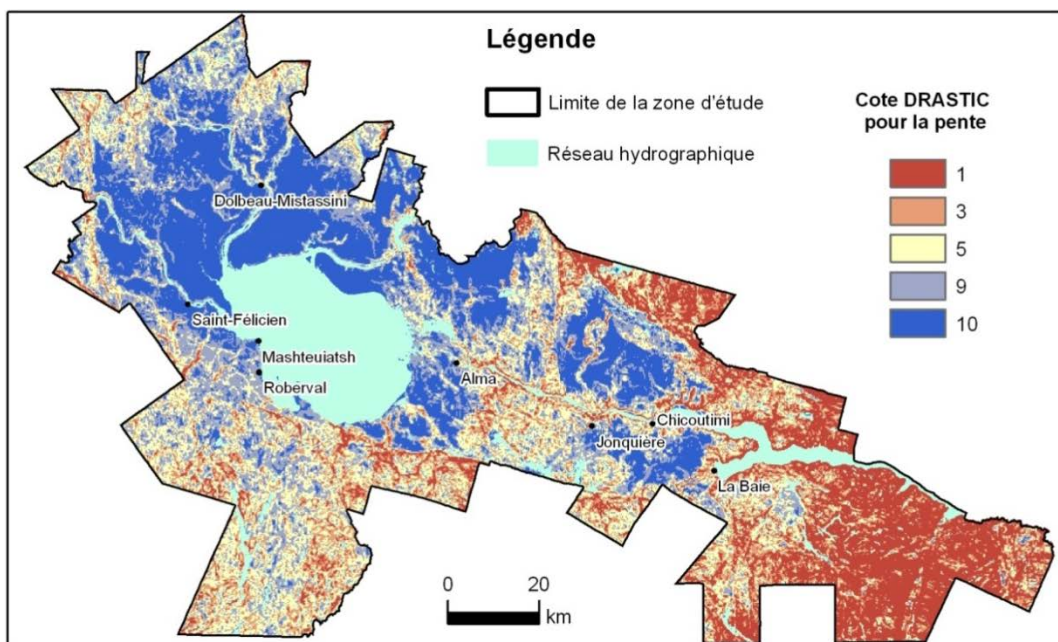 Légende
Limite de la zone d'étude
Réseau hydrographique
Cote DRASTIC
pour la pente
1
3
5
9
10
Dolbeau-Mistassini
Saint-Félicien
Mashteuiatsh
Roberval
Alma
Chicoutimi
Jonquière
La Baie
0 20
km